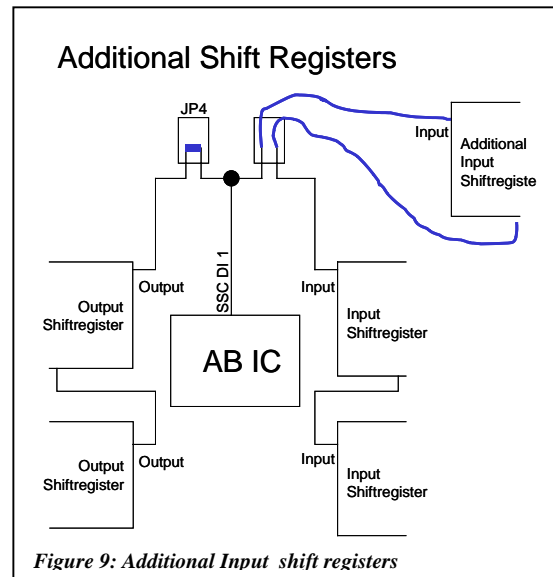 Additional Shift Registers
JP4
Input
Additional
Input
Shiftregiste
SSC DI 1
Output
Output
Shiftregister
Input
Input
Shiftregister
AB IC
Output
Output
Shiftregister
Input
Input
Shiftregister
Figure 9: Additional Input shift registers